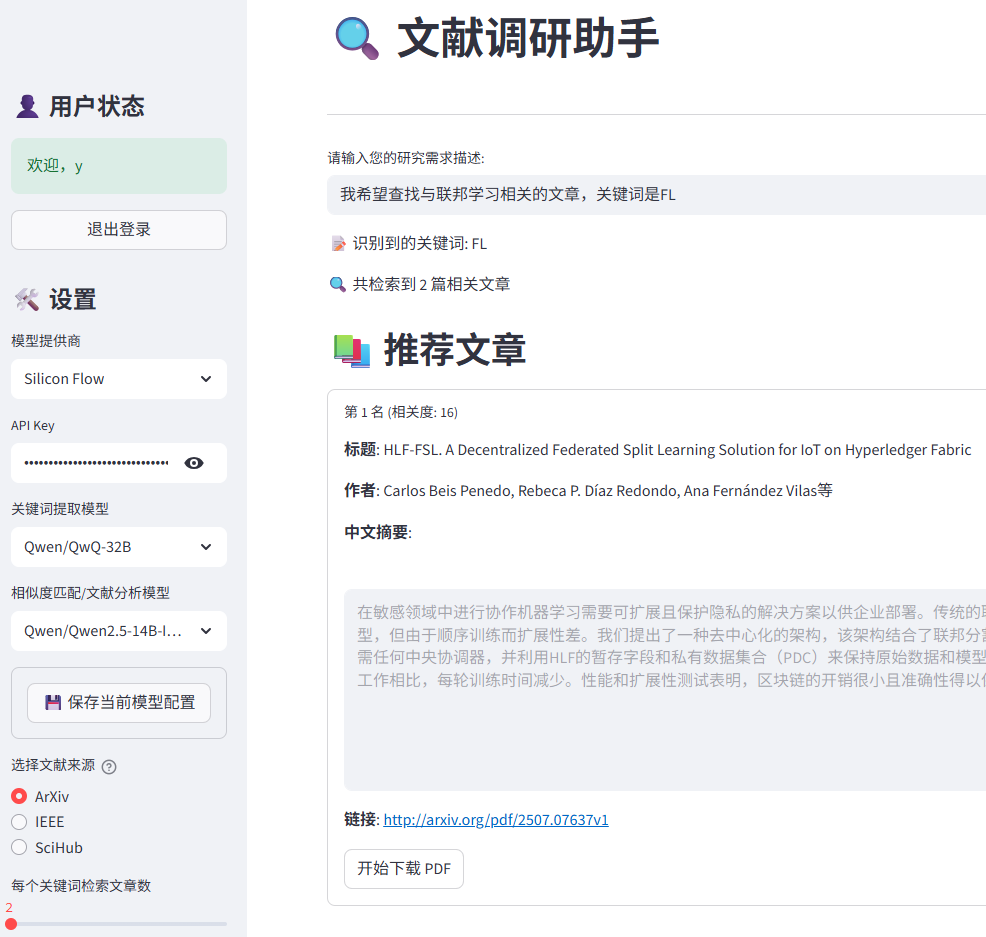 用户状态
欢迎，y
退出登录
设置
模型提供商
Silicon Flow
API Key
关键词提取模型
Qwen/QwQ-32B
相似度匹配/文献分析模型
Qwen/Qwen2.5-14B-I...
保存当前模型配置
选择文献来源
ArXiv
IEEE
SciHub
每个关键词检索文章数
2
文献调研助手
请输入您的研究需求描述:
我希望查找与联邦学习相关的文章，关键词是FL
识别到的关键词: FL
共检索到 2 篇相关文章
推荐文章
第 1 名 (相关度: 16)
标题: HLF-FSL. A Decentralized Federated Split Learning Solution for IoT on Hyperledger Fabric
作者: Carlos Beis Penedo, Rebeca P. Díaz Redondo, Ana Fernández Vilas等
中文摘要:
在敏感领域中进行协作机器学习需要可扩展且保护隐私的解决方案以供企业部署。传统的
型，但由于顺序训练而扩展性差。我们提出了一种去中心化的架构，该架构结合了联邦分
需任何中央协调器，并利用HLF的暂存字段和私有数据集合（PDC）来保持原始数据和模型
工作相比，每轮训练时间减少。性能和扩展性测试表明，区块链的开销很小且准确性得以
链接: http://arxiv.org/pdf/2507.07637v1
开始下载 PDF